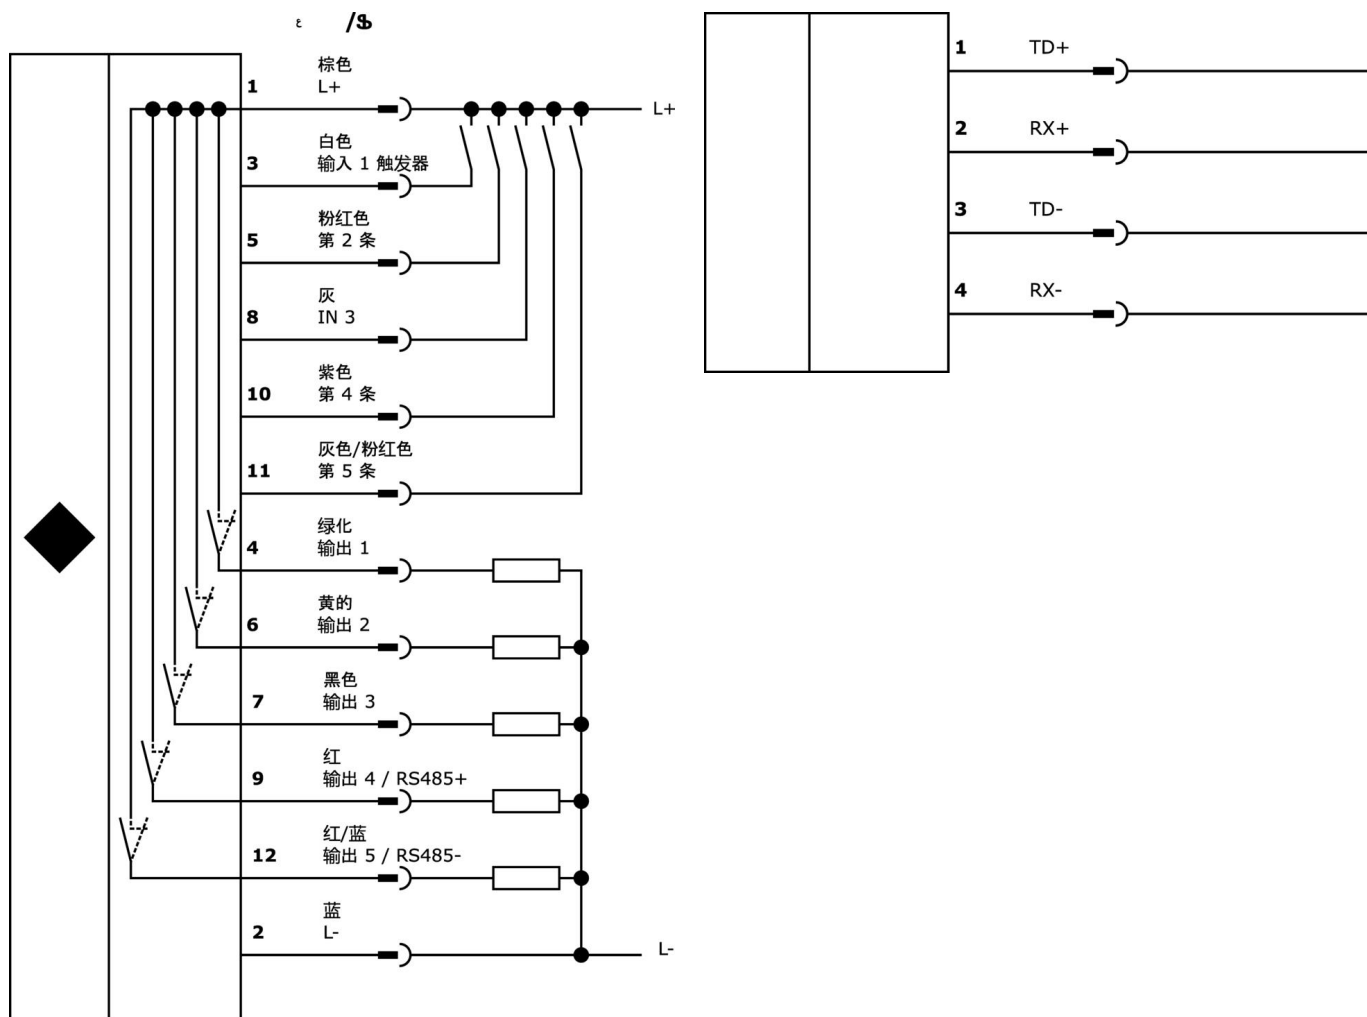 1
棕色
L+
L+
3
白色
输入 1 触发器
5
粉红色
第 2 条
8
灰
IN 3
10
紫色
第 4 条
11
灰色/粉红色
第 5 条
4
绿化
输出 1
6
黄的
输出 2
7
黑色
输出 3
9
红
输出 4 / RS485+
12
红/蓝
输出 5 / RS485-
2
蓝
L-
L-
1
TD+
2
RX+
3
TD-
4
RX-